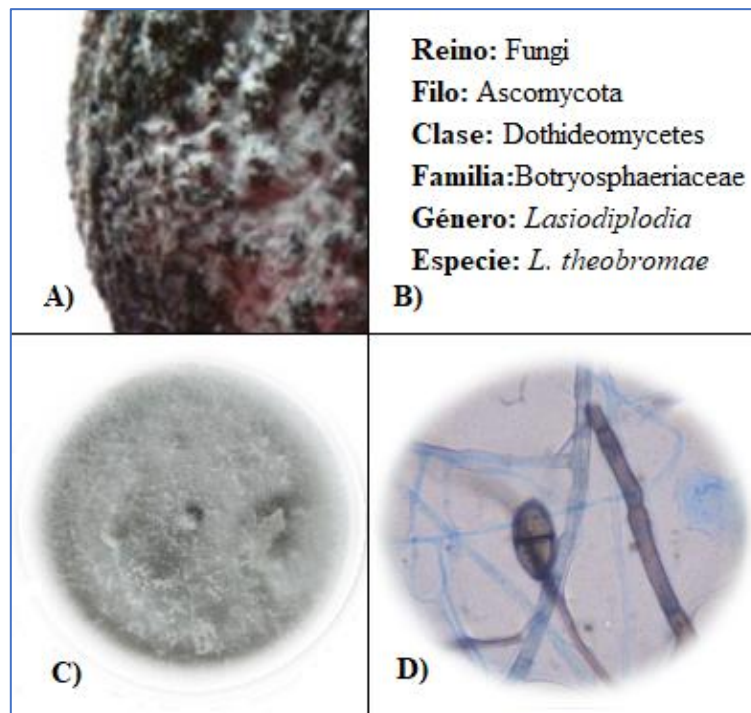 Reino: Fungi
Filo: Ascomycota
Clase: Dothideomycetes
Familia:Botryosphaeriaceae
Género: Lasiodiplodia
Especie: L. theobromae
A)
B)
C)
D)